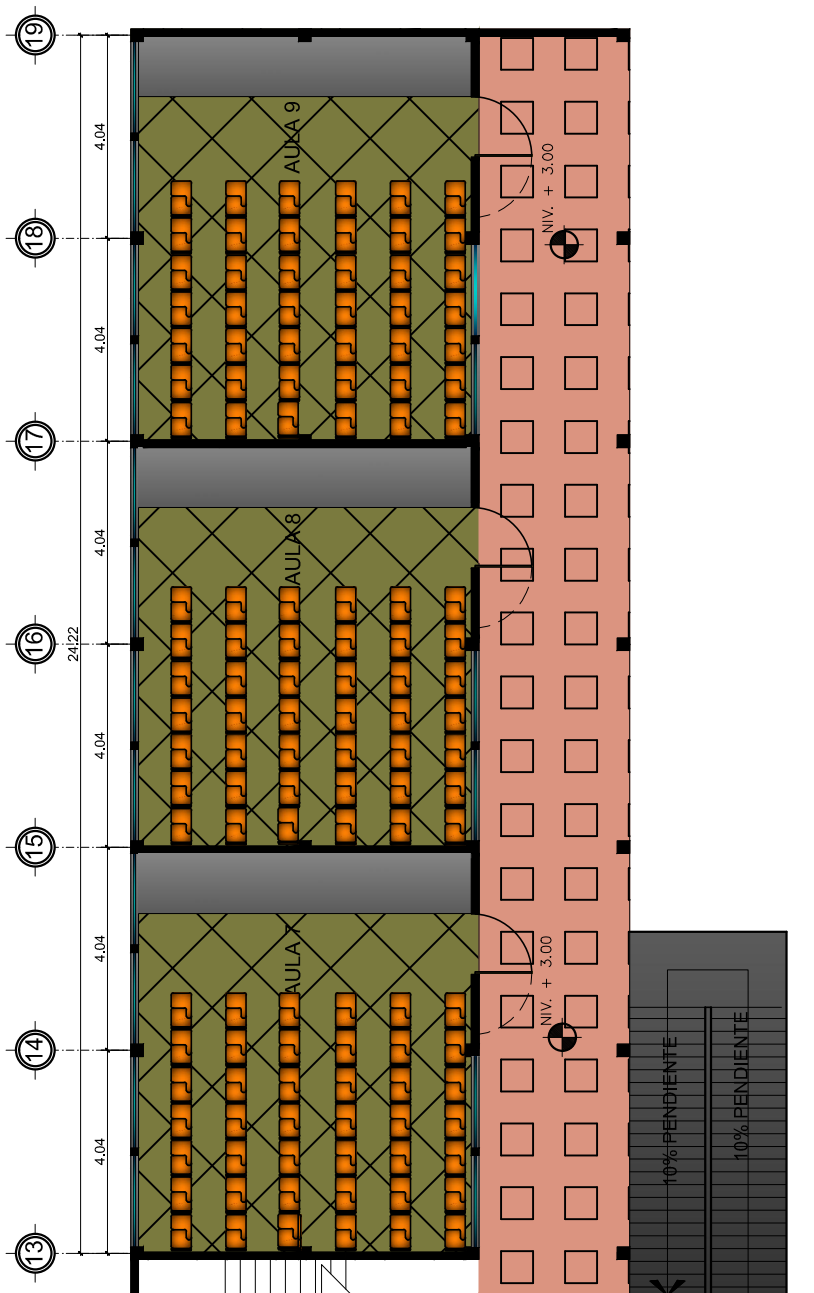 19
4.04
AULA 9
NIV. + 3.00
18
4.04
17
4.04
AULA 8
16
24.22
4.04
15
4.04
AULA 7
NIV. + 3.00
14
10% PENDIENTE
10% PENDIENTE
4.04
13